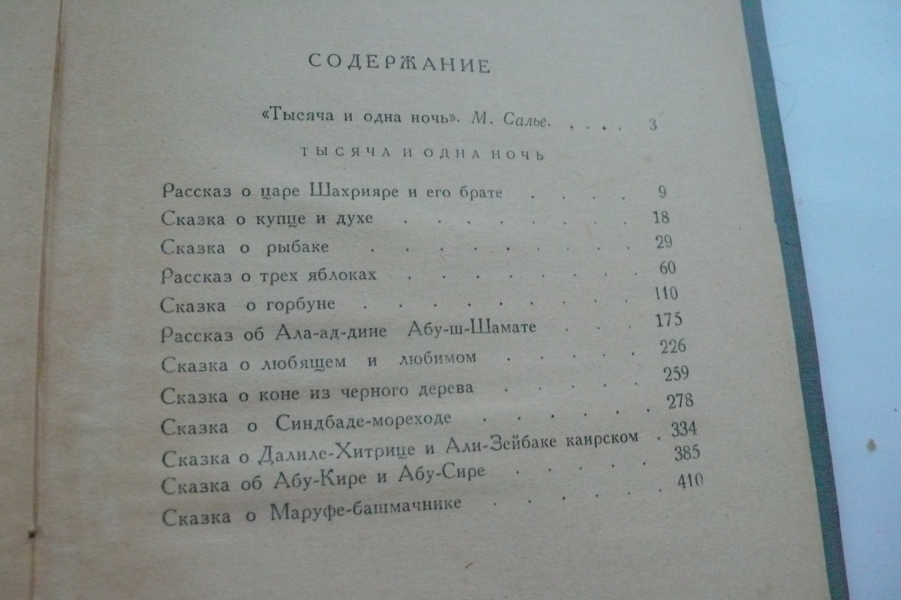 СОДЕРЖАНИЕ
«Тысяча и одна ночь». М. Салье. . . . . 3
ТЫСЯЧА И ОДНА НОЧЬ
Рассказ о царе Шахрияре и его брате . . . . 9
Сказка о купце и духе . . . . . . . . 18
Сказка о рыбаке . . . . . . . . 29
Рассказ о трех яблоках . . . . . . . . 60
Сказка о горбуне . . . . . . . . 110
Рассказ об Ала-ад-дине Абу-ш-Шамате . . . 175
Сказка о любящем и любимом . . . . . 226
Сказка о коне из черного дерева . . . . . 259
Сказка о Синдбаде-мореходе . . . . . . . 278
Сказка о Далиле-Хитрице и Али-Зейбаке каирском . 334
Сказка об Абу-Кире и Абу-Сире . . . . . 385
Сказка о Маруфе-башмачнике . . . . . . 410